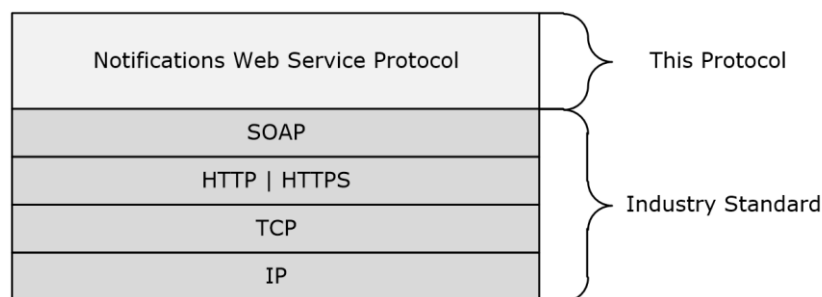 Notifications Web Service Protocol
This Protocol
SOAP
HTTP | HTTPS
Industry Standard
TCP
IP